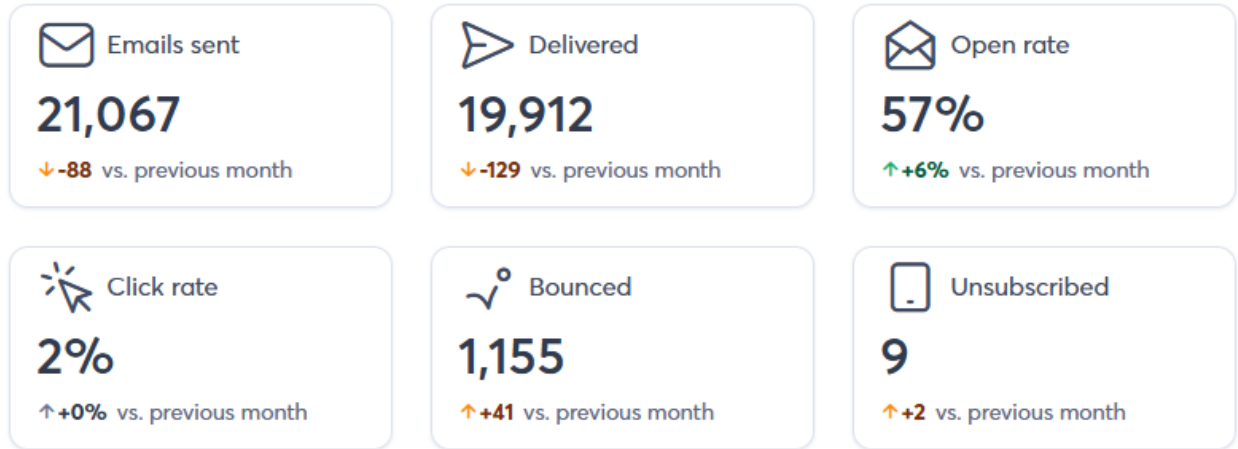 Emails sent
21,067
↓-88 vs. previous month
Delivered
19,912
↓-129 vs. previous month
Open rate
57%
↑+6% vs. previous month
Click rate
2%
↑+0% vs. previous month
Bounced
1,155
↑+41 vs. previous month
Unsubscribed
9
↑+2 vs. previous month